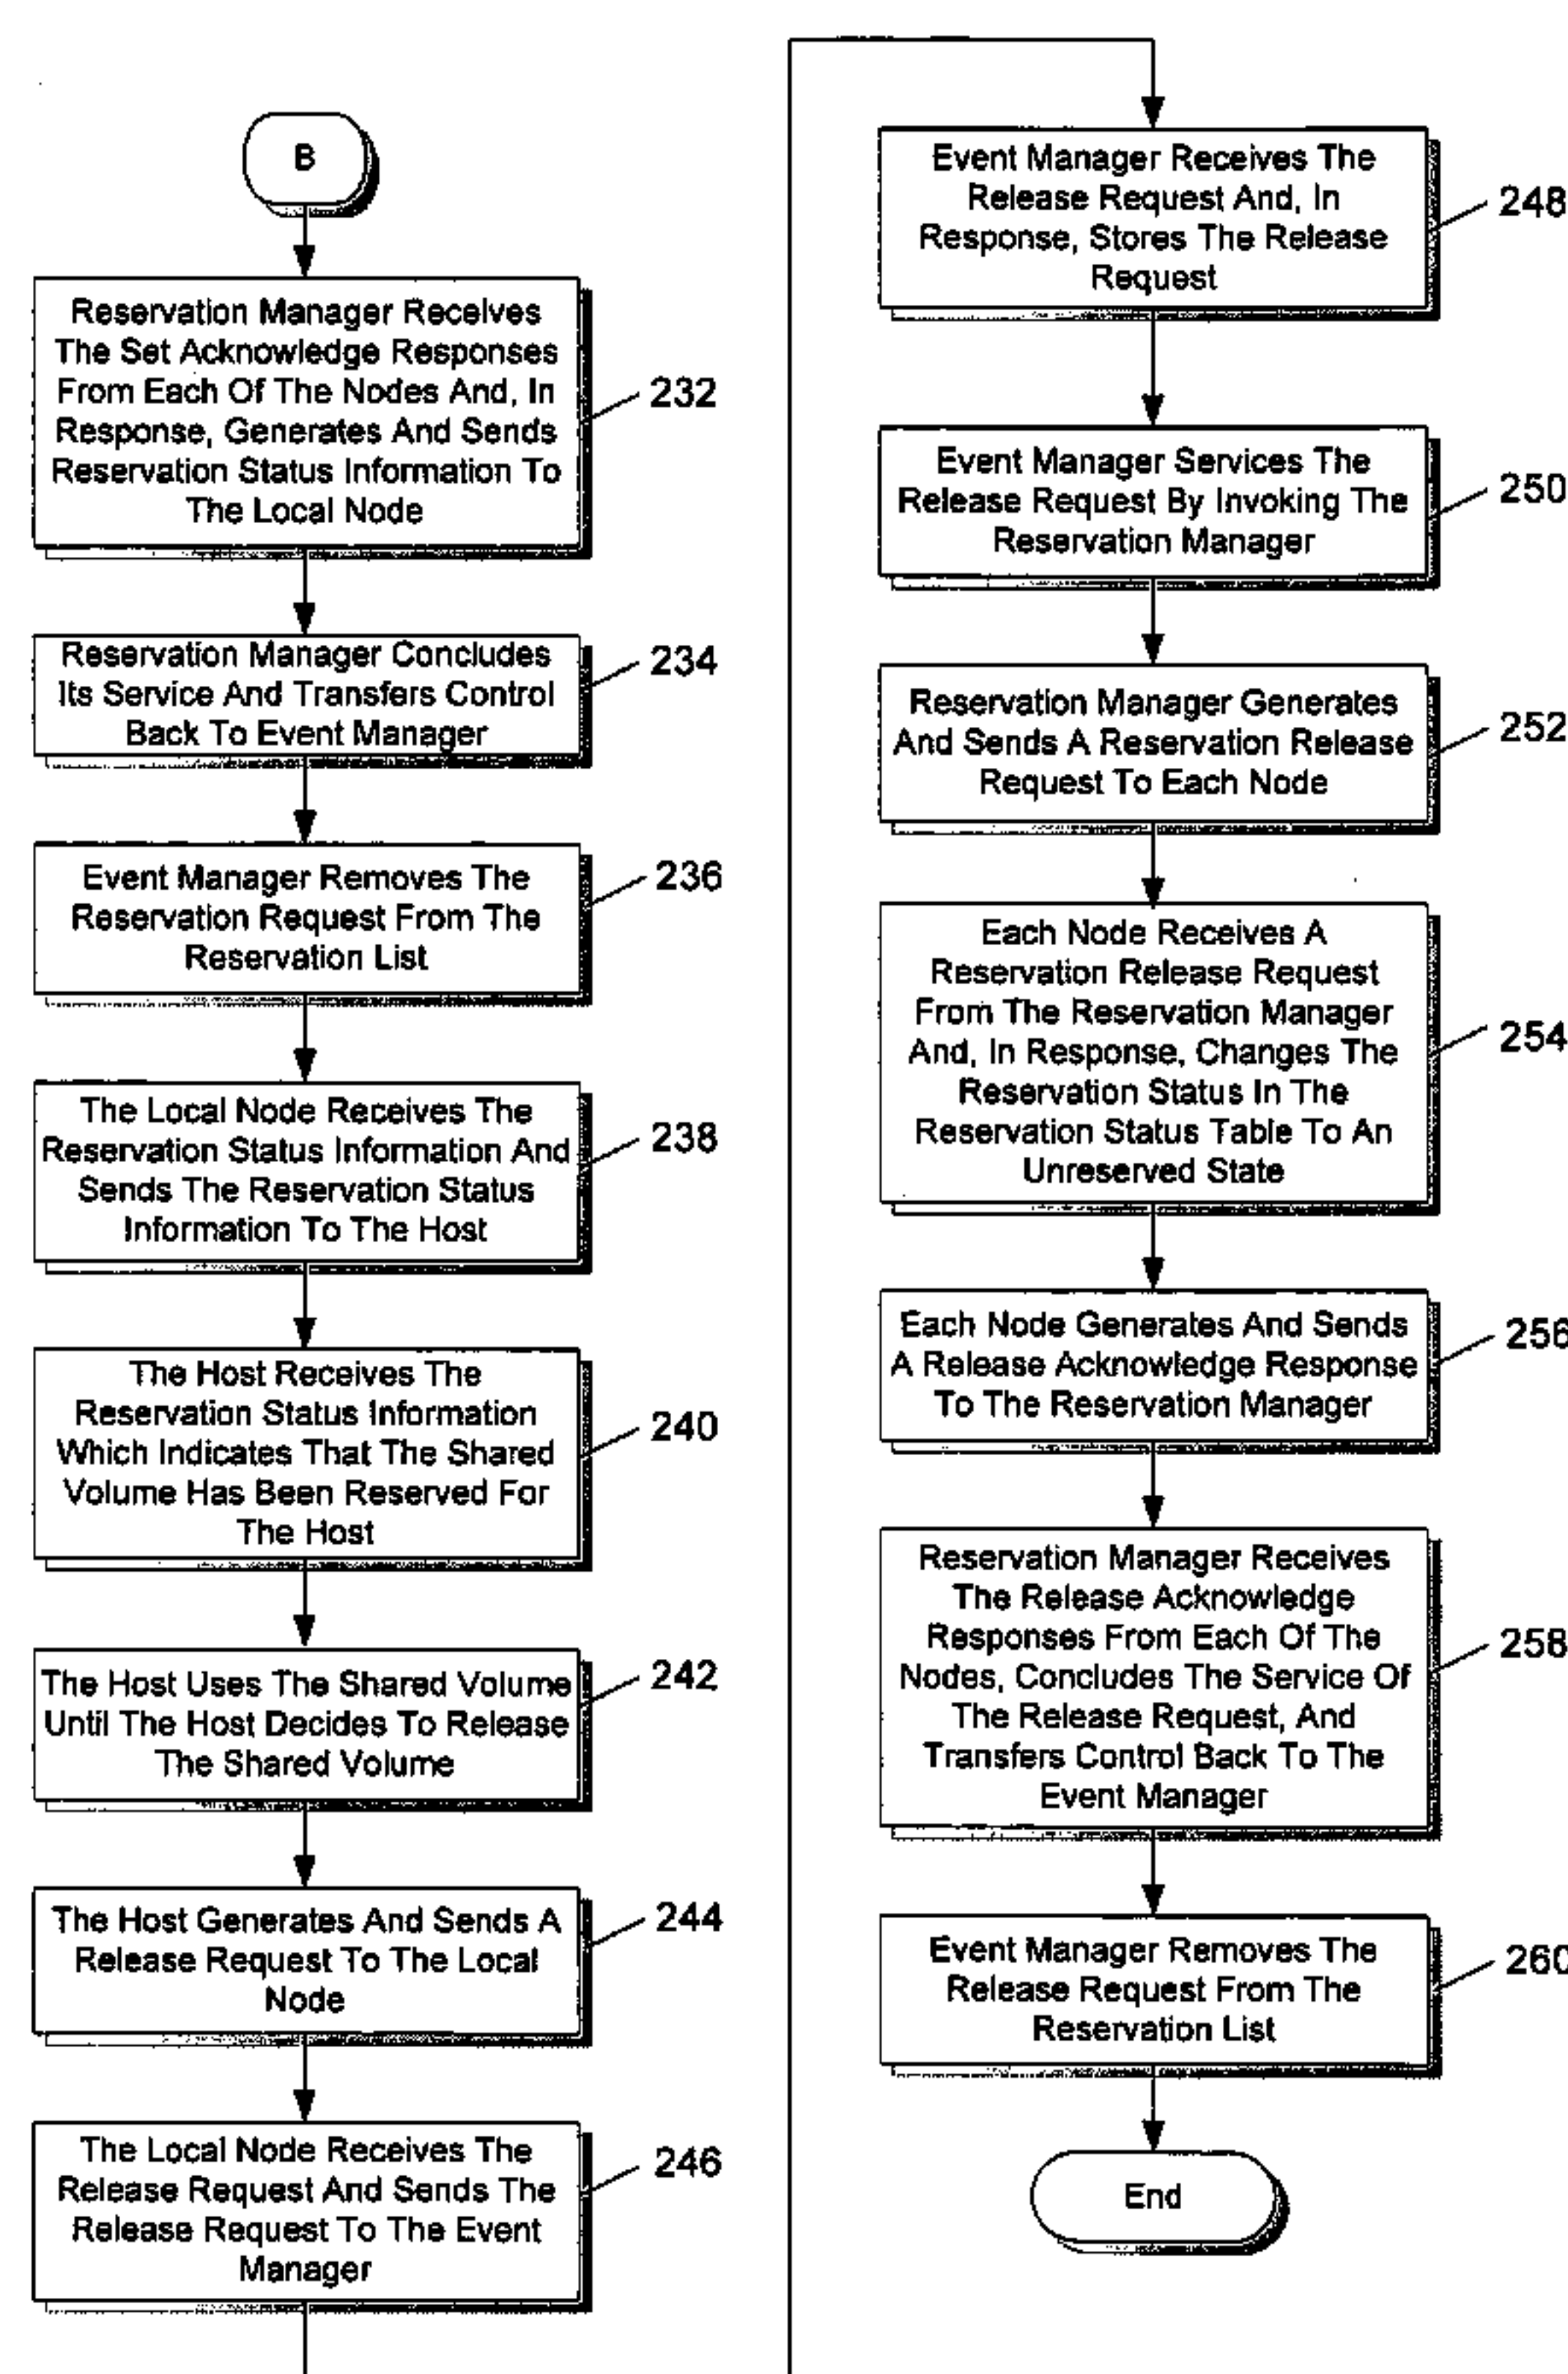 B
Reservation Manager Receives
The Set Acknowledge Responses
From Each Of The Nodes And, In
Response, Generates And Sends
Reservation Status Information To
The Local Node
232
Reservation Manager Concludes
Its Service And Transfers Control
Back To Event Manager
234
Event Manager Removes The
Reservation Request From The
Reservation List
236
The Local Node Receives The
Reservation Status Information And
Sends The Reservation Status
Information To The Host
238
The Host Receives The
Reservation Status Information
Which Indicates That The Shared
Volume Has Been Reserved For
The Host
240
The Host Uses The Shared Volume
Until The Host Decides To Release
The Shared Volume
242
The Host Generates And Sends A
Release Request To The Local
Node
244
The Local Node Receives The
Release Request And Sends The
Release Request To The Event
Manager
246
Event Manager Receives The
Release Request And, In
Response, Stores The Release
Request
248
Event Manager Services The
Release Request By Invoking The
Reservation Manager
250
Reservation Manager Generates
And Sends A Reservation Release
Request To Each Node
252
Each Node Receives A
Reservation Release Request
From The Reservation Manager
And, In Response, Changes The
Reservation Status In The
Reservation Status Table To An
Unreserved State
254
Each Node Generates And Sends
A Release Acknowledge Response
To The Reservation Manager
256
Reservation Manager Receives
The Release Acknowledge
Responses From Each Of The
Nodes, Concludes The Service Of
The Release Request, And
Transfers Control Back To The
Event Manager
258
Event Manager Removes The
Release Request From The
Reservation List
260
End